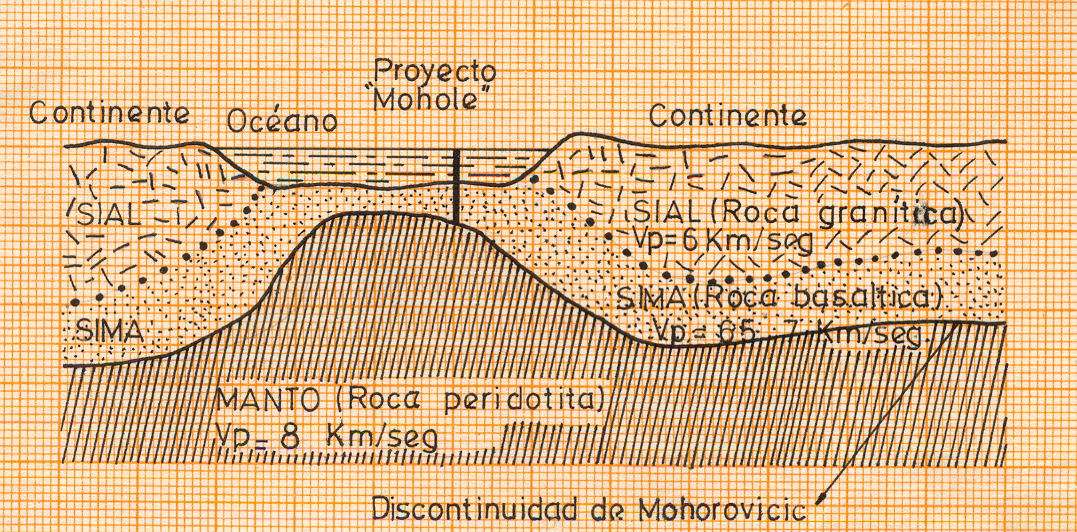 Proyecto
"Mohole"
Continente
Océano
Continente
SIAL
SIAL (Roca granítica)
Vp=6 Km/seg
SIMA (Roca basaltica)
SIMA
Vp=6.5 - 7 Km/seg.
MANTO (Roca peridotita)
Vp=8 Km/seg
Discontinuidad de Mohorovicic